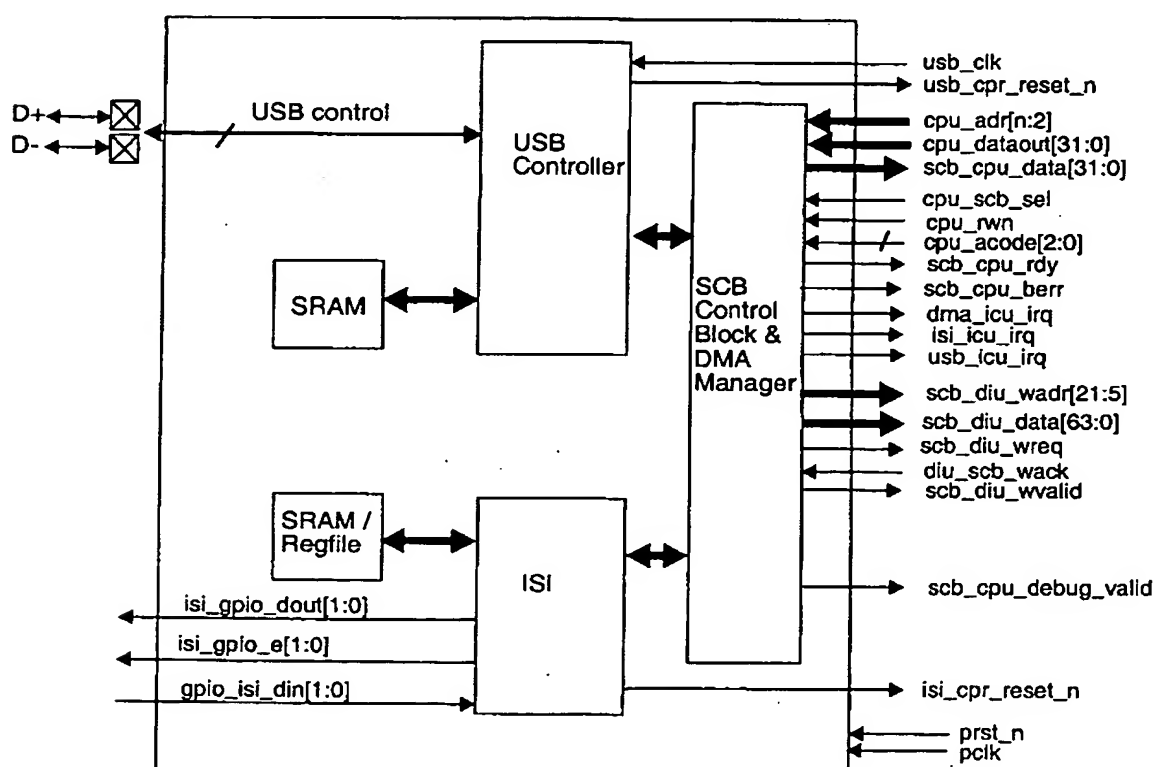 usb_clk
usb_cpr_reset_n
D+
USB control
D-
USB
Controller
cpu_adr[n:2]
cpu_dataout[31:0]
scb_cpu_data[31:0]
cpu_scb_sel
cpu_rwn
cpu_acode[2:0]
scb_cpu_rdy
scb_cpu_berr
dma_icu_irq
isi_icu_irq
usb_icu_irq
SRAM
SCB
Control
Block &
DMA
Manager
scb_diu_wadr[21:5]
scb_diu_data[63:0]
scb_diu_wreq
diu_scb_wack
scb_diu_wvalid
SRAM /
Regfile
ISI
scb_cpu_debug_valid
isi_gpio_dout[1:0]
isi_gpio_e[1:0]
gpio_isi_din[1:0]
isi_cpr_reset_n
prst_n
pclk